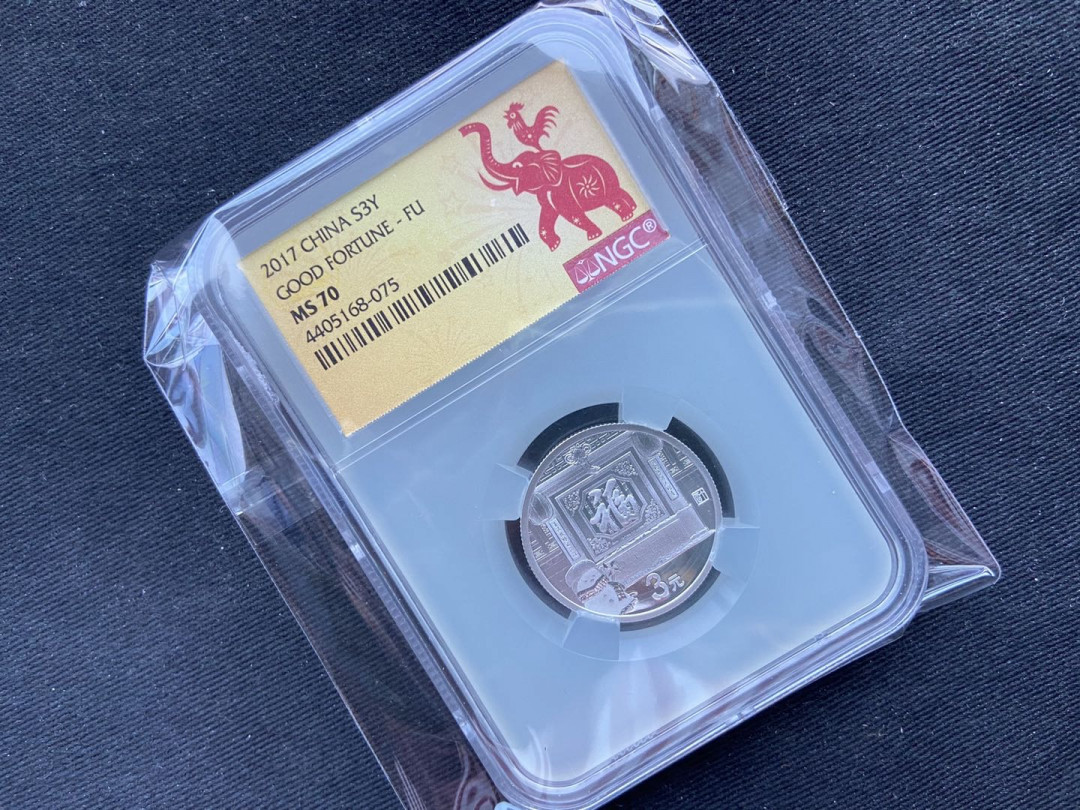 2017 CHINA S3Y
GOOD FORTUNE - FU
MS 70
4405168-075
NGC®
福
3元